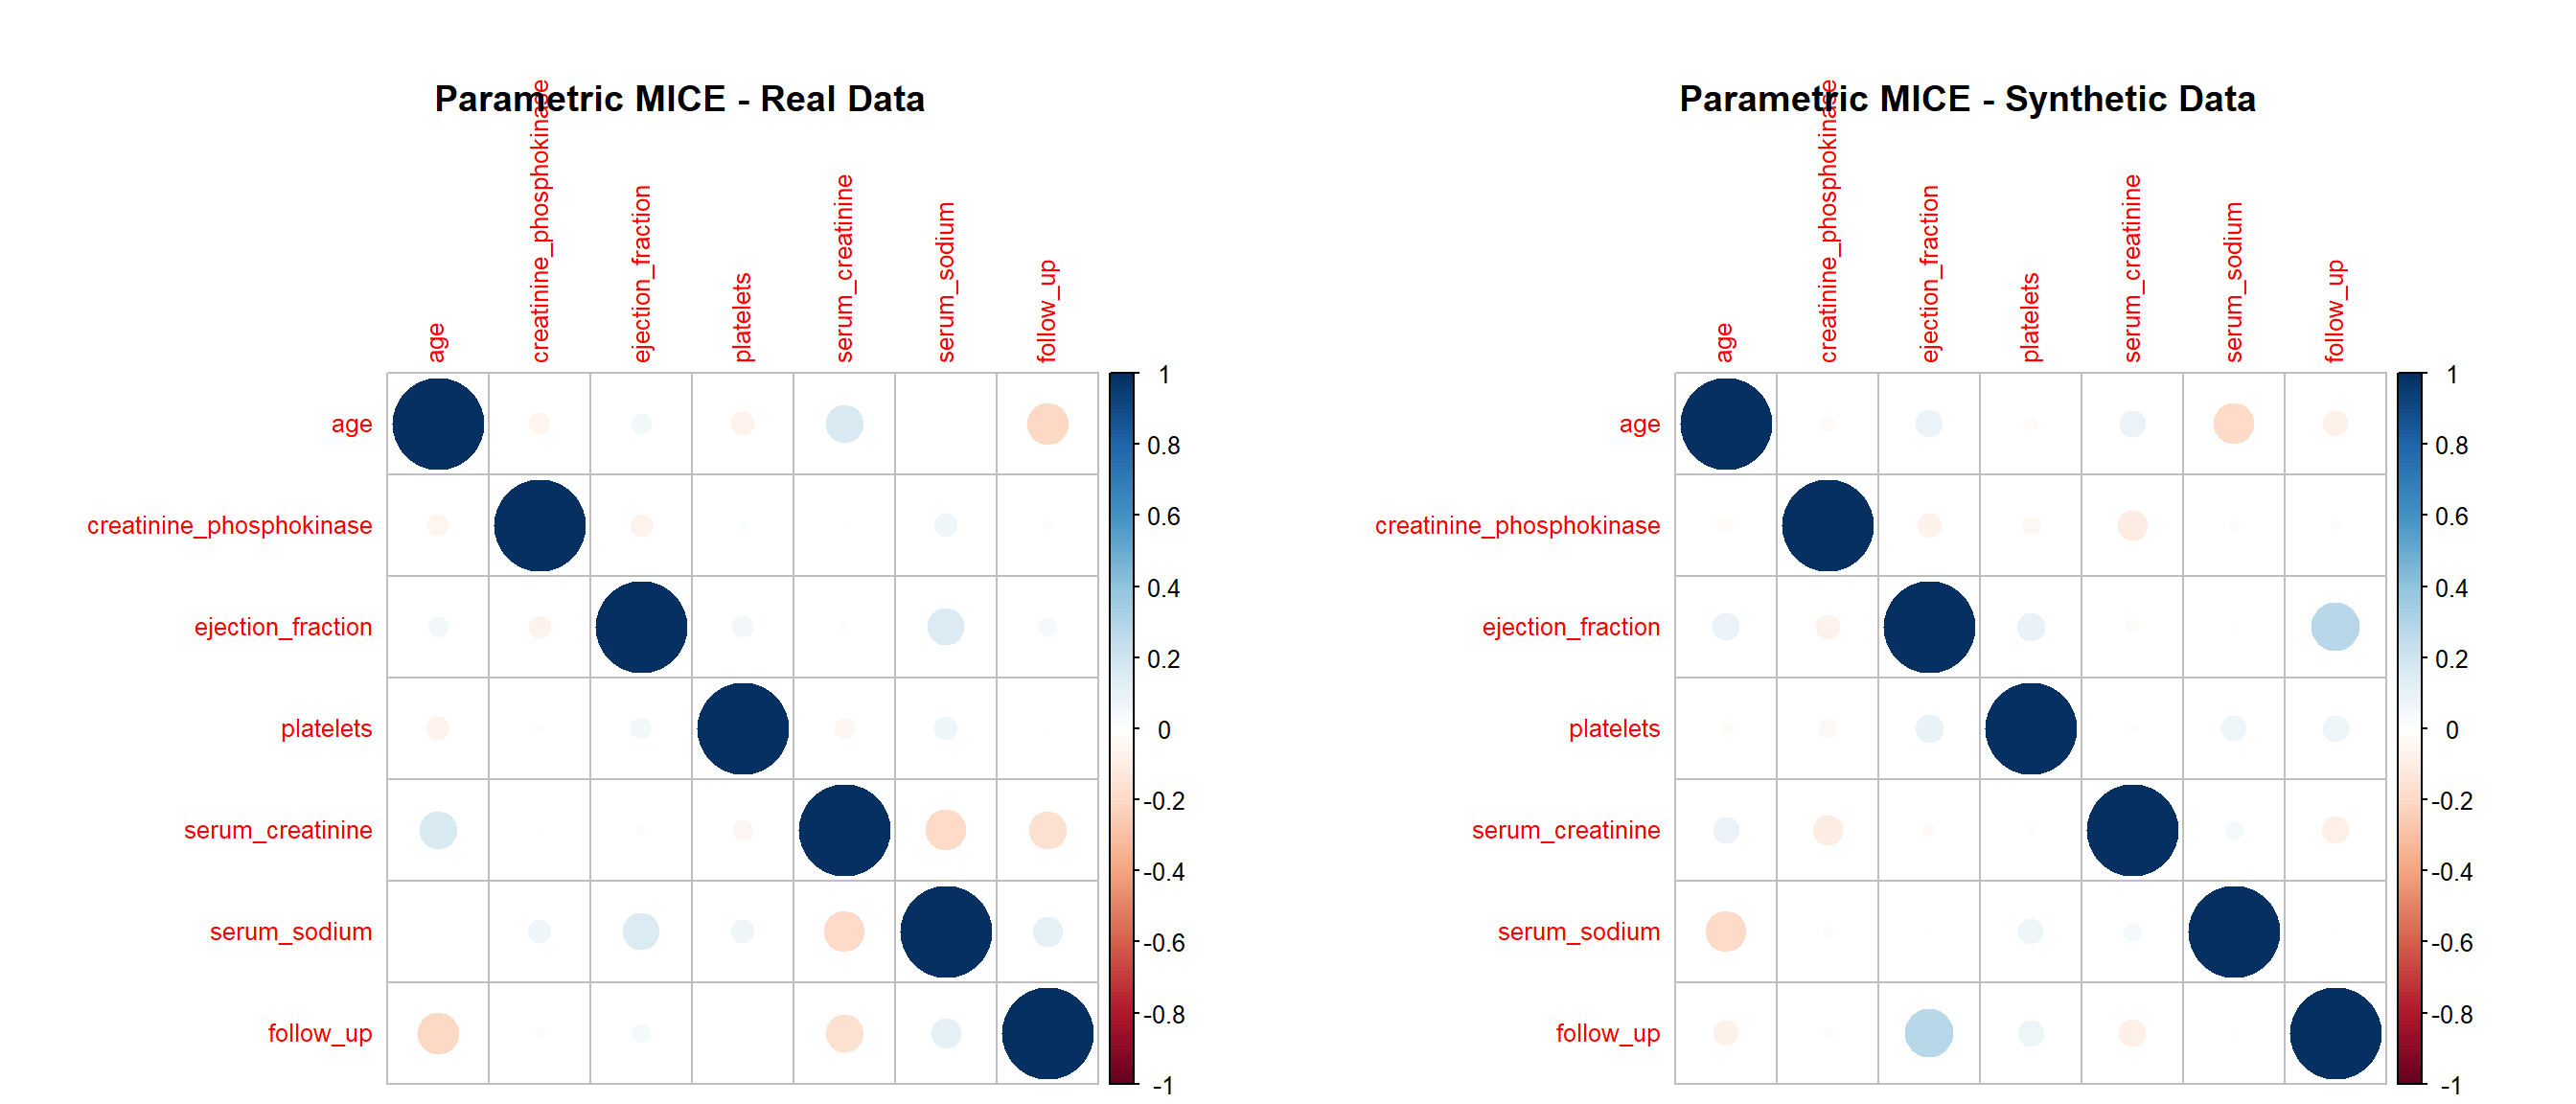 Parametric MICE - Real Data
age
creatinine_phosphokinase
ejection_fraction
platelets
serum_creatinine
serum_sodium
follow_up
age
creatinine_phosphokinase
ejection_fraction
platelets
serum_creatinine
serum_sodium
follow_up
1
0.8
0.6
0.4
0.2
0
-0.2
-0.4
-0.6
-0.8
-1
Parametric MICE - Synthetic Data
age
creatinine_phosphokinase
ejection_fraction
platelets
serum_creatinine
serum_sodium
follow_up
age
creatinine_phosphokinase
ejection_fraction
platelets
serum_creatinine
serum_sodium
follow_up
1
0.8
0.6
0.4
0.2
0
-0.2
-0.4
-0.6
-0.8
-1